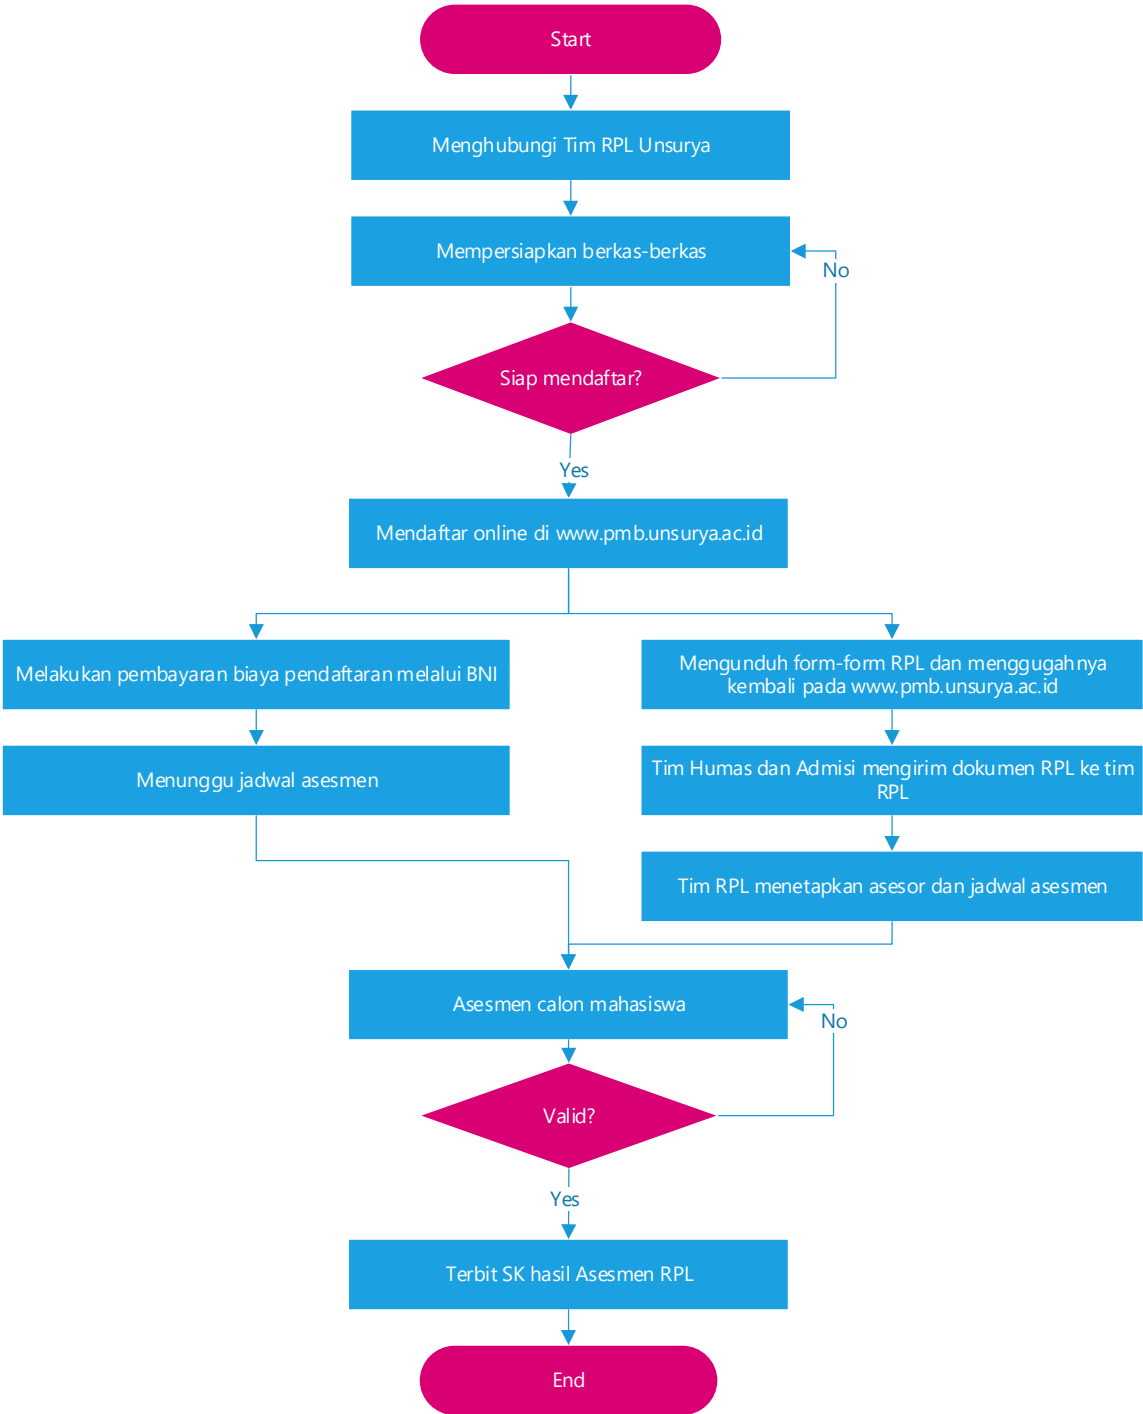 Start
Menghubungi Tim RPL Unsurya
Mempersiapkan berkas-berkas
No
Siap mendaftar?
Yes
Mendaftar online di www.pmb.unsurya.ac.id
Melakukan pembayaran biaya pendaftaran melalui BNI
Menunggu jadwal asesmen
Mengunduh form-form RPL dan menggugahnya
kembali pada www.pmb.unsurya.ac.id
Tim Humas dan Admisi mengirim dokumen RPL ke tim
RPL
Tim RPL menetapkan asesor dan jadwal asesmen
Asesmen calon mahasiswa
No
Valid?
Yes
Terbit SK hasil Asesmen RPL
End